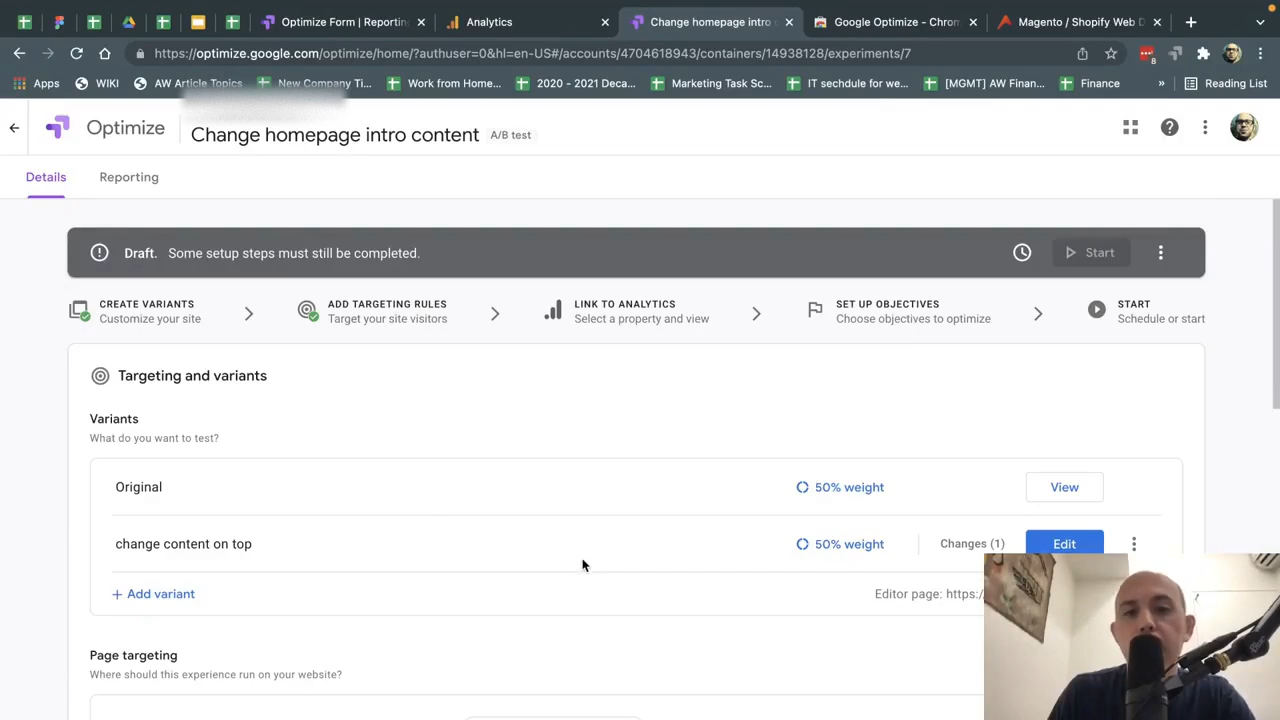 Optimize Form | Reportin
Analytics
Change homepage intro c
Google Optimize - Chrom
Magento / Shopify Web D
https://optimize.google.com/optimize/home/?authuser=0&hl=en-US#/accounts/4704618943/containers/14938128/experiments/7
8
Apps
WIKI
AW Article Topics
New Company Ti...
Work from Home...
2020 - 2021 Deca...
Marketing Task Sc...
IT sechdule for we...
[MGMT] AW Finan...
Finance
»
Reading List
Optimize
Change homepage intro content
A/B test
Details
Reporting
Draft. Some setup steps must still be completed.
Start
CREATE VARIANTS
Customize your site
ADD TARGETING RULES
Target your site visitors
LINK TO ANALYTICS
Select a property and view
SET UP OBJECTIVES
Choose objectives to optimize
START
Schedule or start
Targeting and variants
Variants
What do you want to test?
Original
50% weight
View
change content on top
50% weight
Changes (1)
Edit
+ Add variant
Editor page: https:/
Page targeting
Where should this experience run on your website?